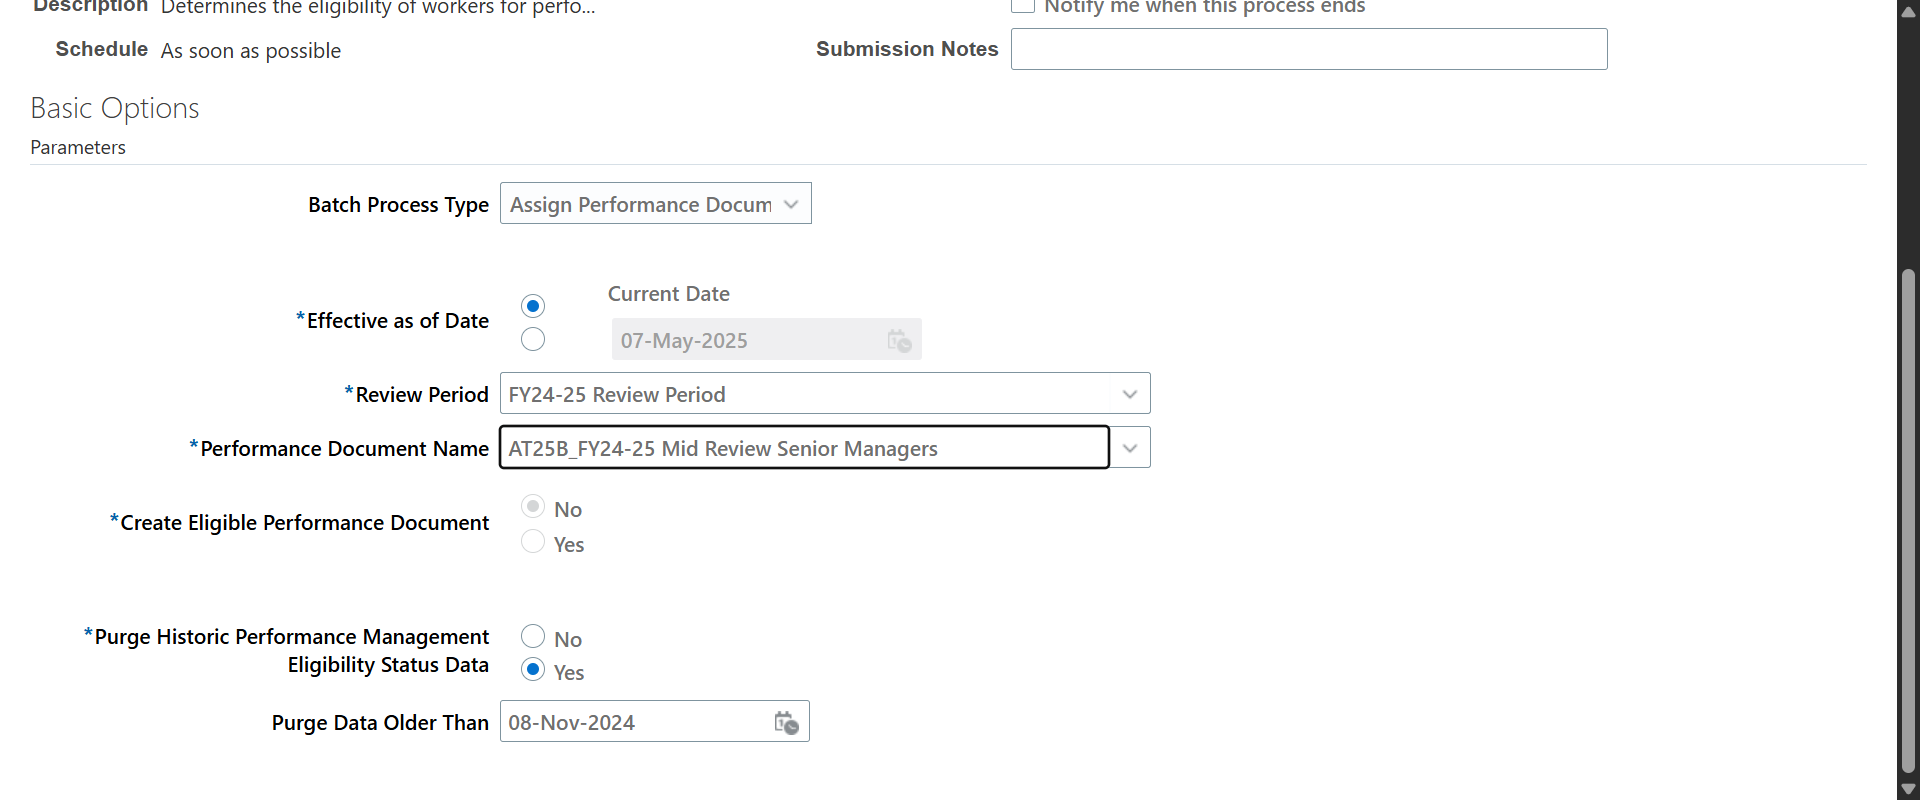 Description Determines the eligibility of workers for perfo...
Notify me when this process ends
Schedule As soon as possible
Submission Notes
Basic Options
Parameters
Batch Process Type Assign Performance Docum
Current Date
*Effective as of Date
07-May-2025
*Review Period FY24-25 Review Period
*Performance Document Name AT25B_FY24-25 Mid Review Senior Managers
No
*Create Eligible Performance Document
Yes
*Purge Historic Performance Management
No
Eligibility Status Data
Yes
Purge Data Older Than 08-Nov-2024